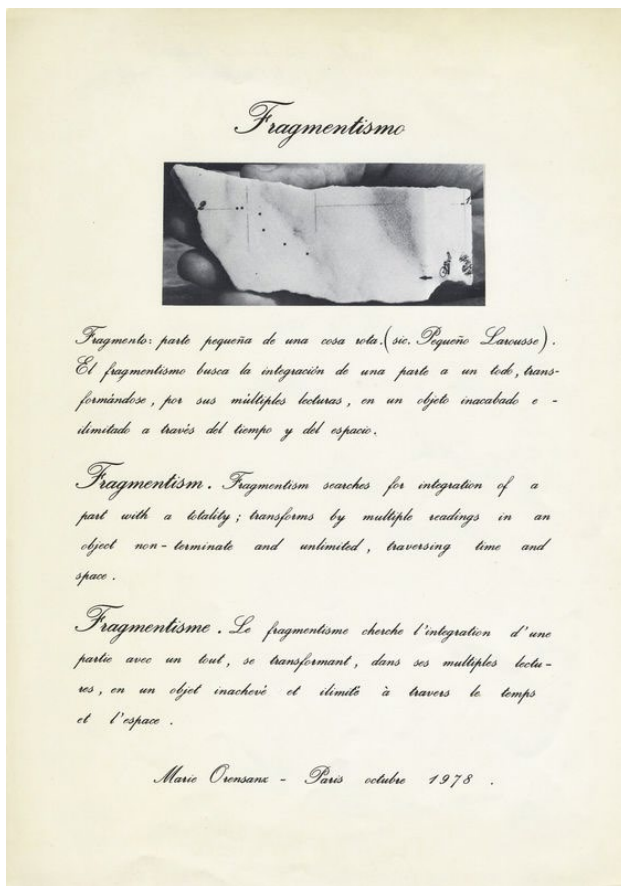 Fragmentismo
Fragmento: parte pequeña de una cosa rota. (sic. Pequeño Larousse).
El fragmentismo busca la integración de una parte a un todo, trans-
formándose, por sus múltiples lecturas, en un objeto inacabado e -
ilimitado a través del tiempo y del espacio.
Fragmentism. Fragmentism searches for integration of a
part with a totality; transforms by multiple readings in an
object non-terminate and unlimited, traversing time and
space.
Fragmentisme. Le fragmentisme cherche l'integration d'une
partie avec un tout, se transformant, dans ses multiples lectu-
res, en un objet inachevé et ilimité à travers le temps
et l'espace.
Marie Orensanz - Paris octubre 1978.